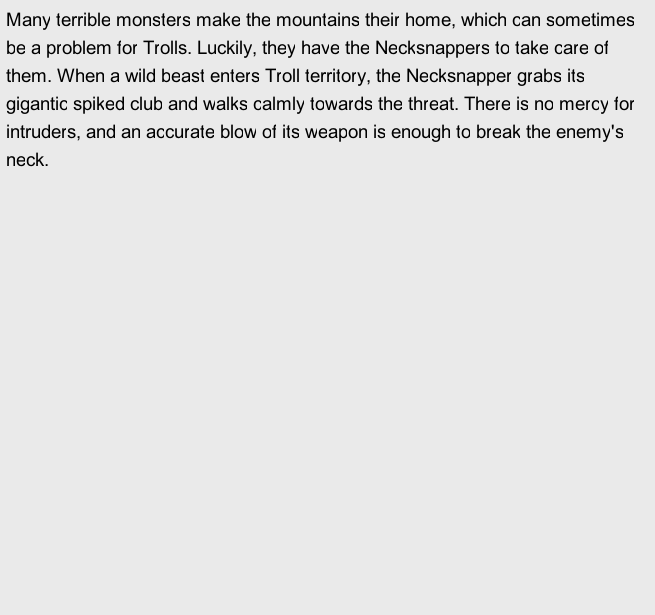 Many terrible monsters make the mountains their home, which can sometimes
be a problem for Trolls. Luckily, they have the Necksnappers to take care of
them. When a wild beast enters Troll territory, the Necksnapper grabs its
gigantic spiked club and walks calmly towards the threat. There is no mercy for
intruders, and an accurate blow of its weapon is enough to break the enemy's
neck.